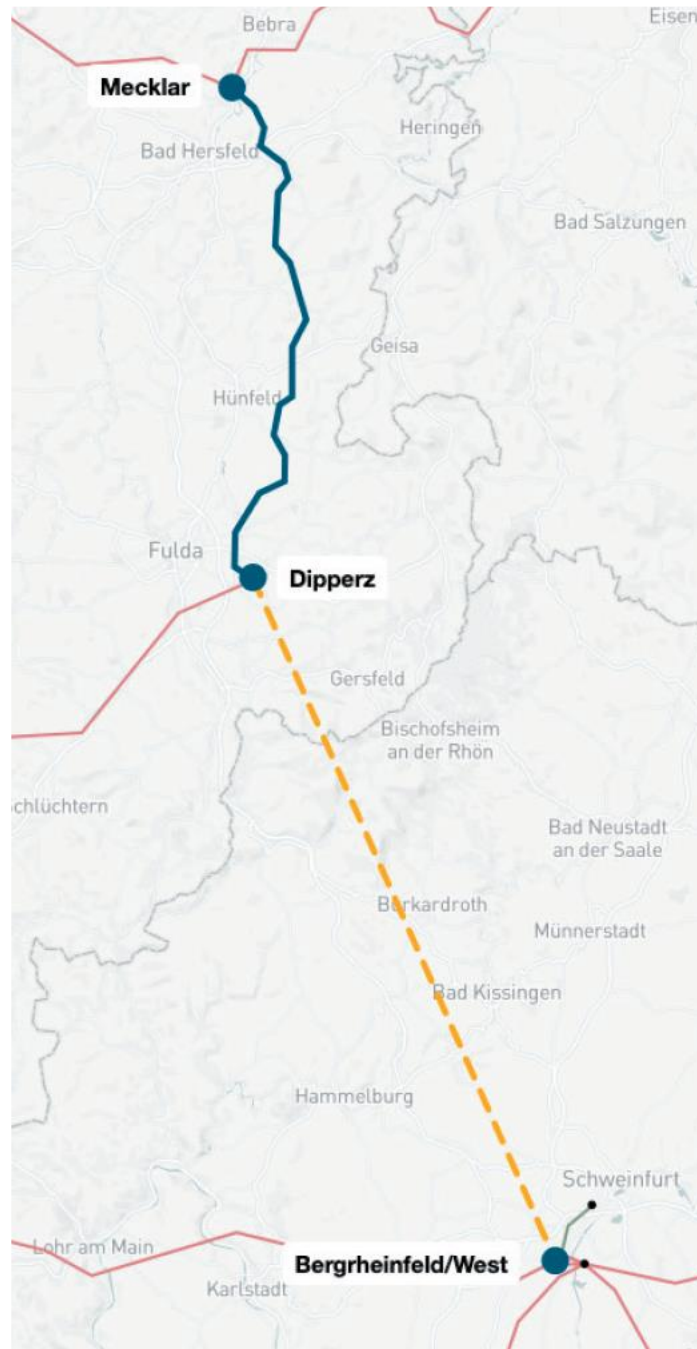 Bebra
Eisen
Mecklar
Heringen
Bad Hersfeld
Bad Salzungen
Geisa
Hünfeld
Fulda
Dipperz
Gersfeld
Bischofsheim
an der Rhön
chlüchtern
Bad Neustadt
an der Saale
Burkardroth
Münnerstadt
Bad Kissingen
Hammelburg
Schweinfurt
Lohr am Main
Bergrheinfeld/West
Karlstadt